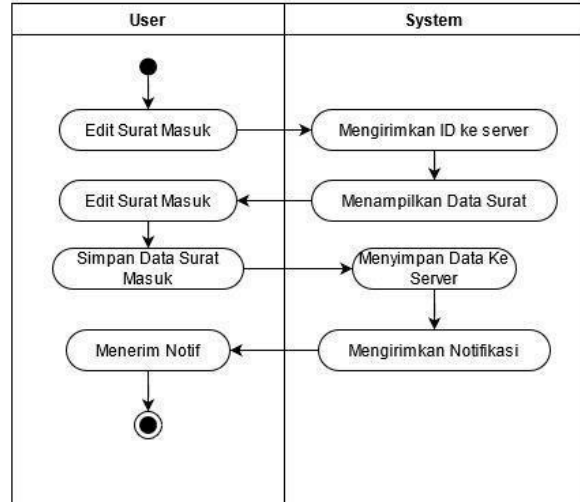 User
System
Edit Surat Masuk
Mengirimkan ID ke server
Edit Surat Masuk
Menampilkan Data Surat
Simpan Data Surat
Masuk
Menyimpan Data Ke
Server
Menerim Notif
Mengirimkan Notifikasi